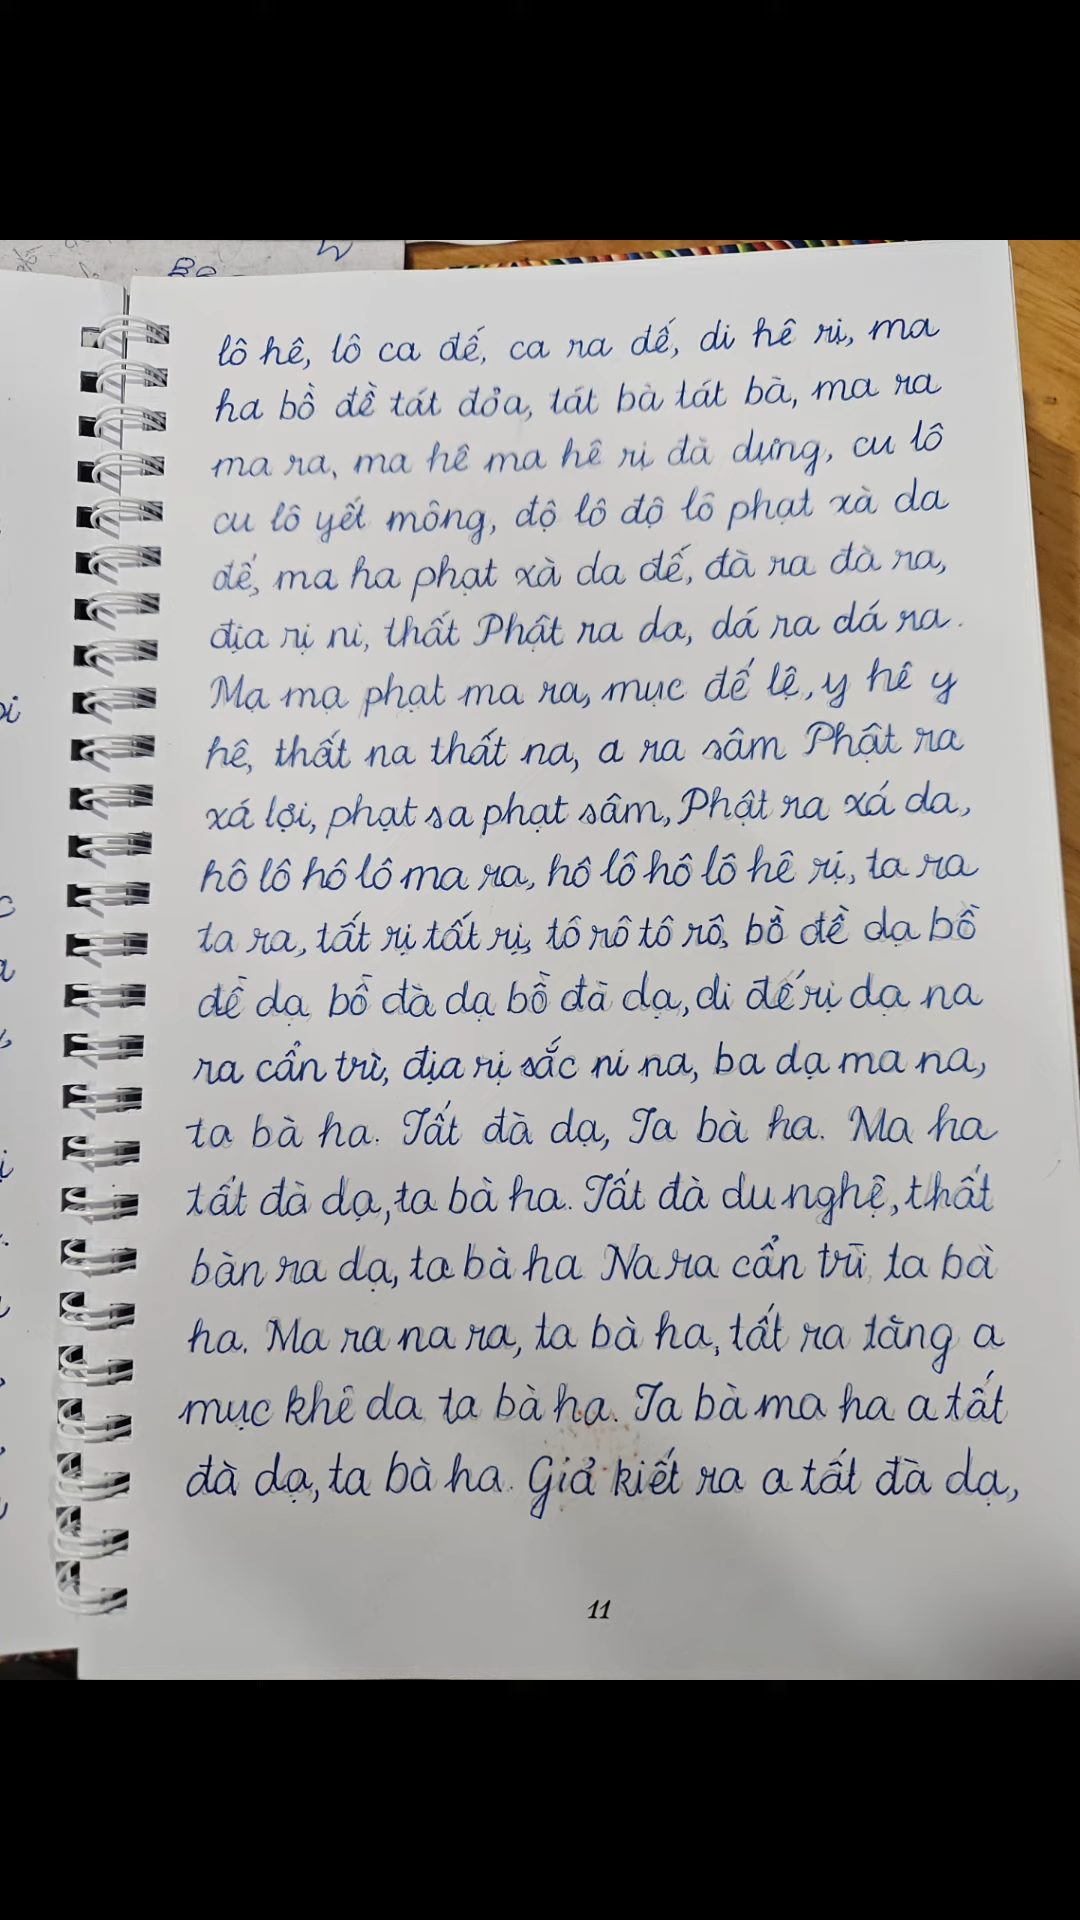 lô hê, lô ca đế, ca ra đế, di hê rị, ma
ha bồ đề tát đỏa, tát bà tát bà, ma ra
ma ra, ma hê ma hê rị đà dựng, cu lô
cu lô yết mông, độ lô độ lô phạt xà da
đế, ma ha phạt xà da đế, đà ra đà ra,
địa rị ni, thất Phật ra da, dá ra dá ra.
Mạ mạ phạt ma ra, mục đế lệ, y hê y
hê, thất na thất na, a ra sâm Phật ra
xá lợi, phạt sa phạt sâm, Phật ra xá da,
hô lô hô lô ma ra, hô lô hô lô hê rị, ta ra
ta ra, tất rị tất rị, tô rô tô rô, bồ đề dạ bồ
đề dạ bồ đà dạ bồ đà dạ, di đế rị dạ na
ra cẩn trì, địa rị sắc ni na, ba dạ ma na,
ta bà ha. Tất đà dạ, Ta bà ha. Ma ha
tất đà dạ, ta bà ha. Tất đà du nghệ, thất
bàn ra dạ, ta bà ha Na ra cẩn trì ta bà
ha. Ma ra na ra, ta bà ha, tất ra tăng a
mục khê da ta bà ha. Ta bà ma ha a tất
đà dạ, ta bà ha. Giả kiết ra a tất đà dạ,
11